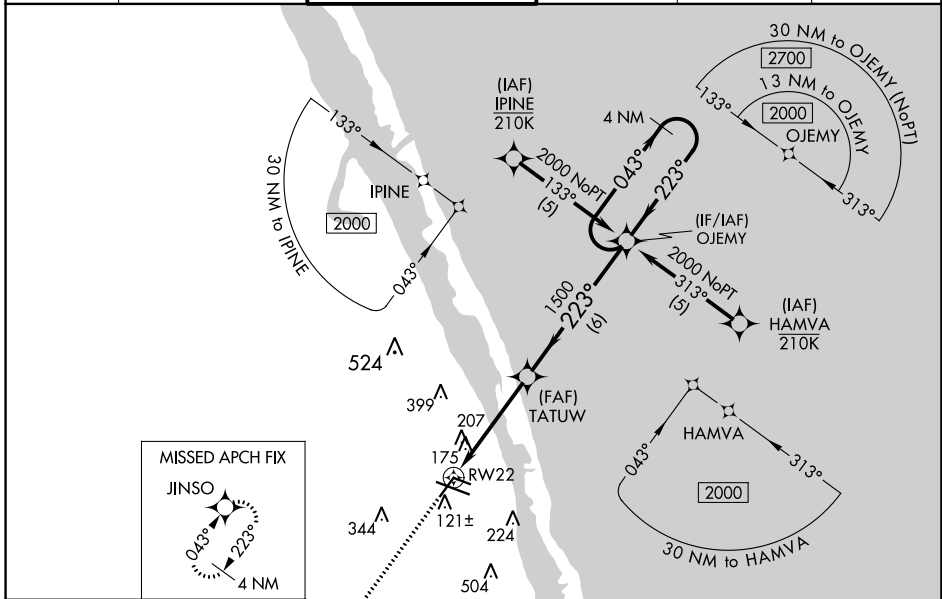 30 NM to OJEMY (NoPT)
2700
13 NM to OJEMY
2000
133°
OJEMY
313°
(IAF)
IPINE
210K
4 NM
043°
223°
2000 NoPT
133°
(5)
133°
IPINE
30 NM to IPINE
2000
043°
(IF/IAF)
OJEMY
2000 NoPT
313°
(5)
(IAF)
HAMVA
210K
1500
223°
(6)
524
399
(FAF)
TATUW
207
175
RW22
344
121±
224
504
HAMVA
043°
313°
2000
30 NM to HAMVA
MISSED APCH FIX
JINSO
043°
223°
4 NM